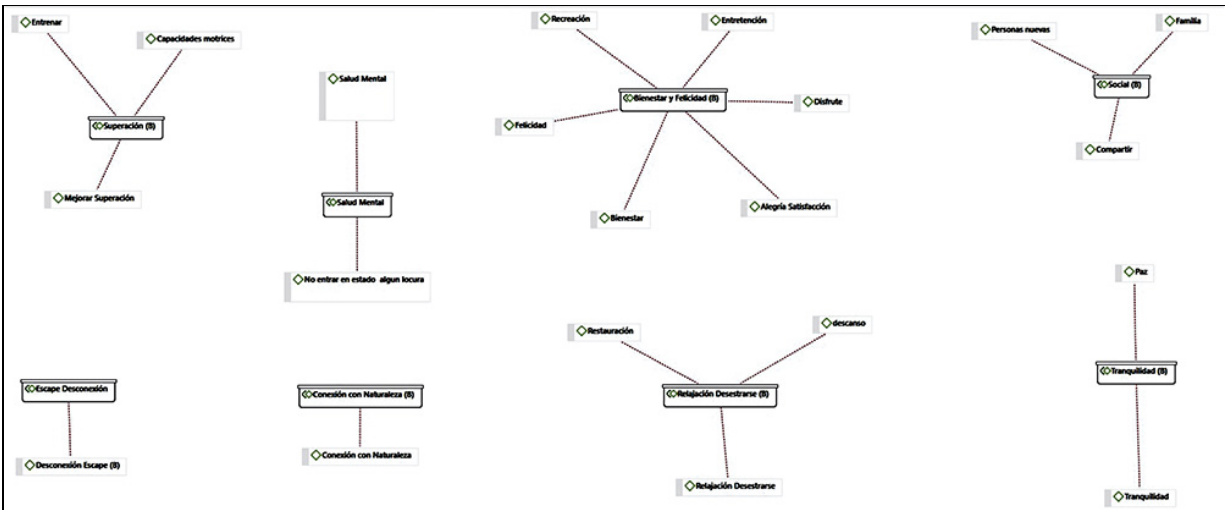 Entrenar
Capacidades motrices
Superación (B)
Mejorar Superación
Salud Mental
Salud Mental
No entrar en estado algun locura
Recreación
Entretención
Bienestar y Felicidad (B)
Disfrute
Felicidad
Bienestar
Alegría Satisfacción
Personas nuevas
Familia
Social (B)
Compartir
Escape Desconexión
Desconexión Escape (B)
Conexión con Naturaleza (B)
Conexión con Naturaleza
Restauración
descanso
Relajación Desestrarse (B)
Relajación Desestrarse
Paz
Tranquilidad (B)
Tranquilidad